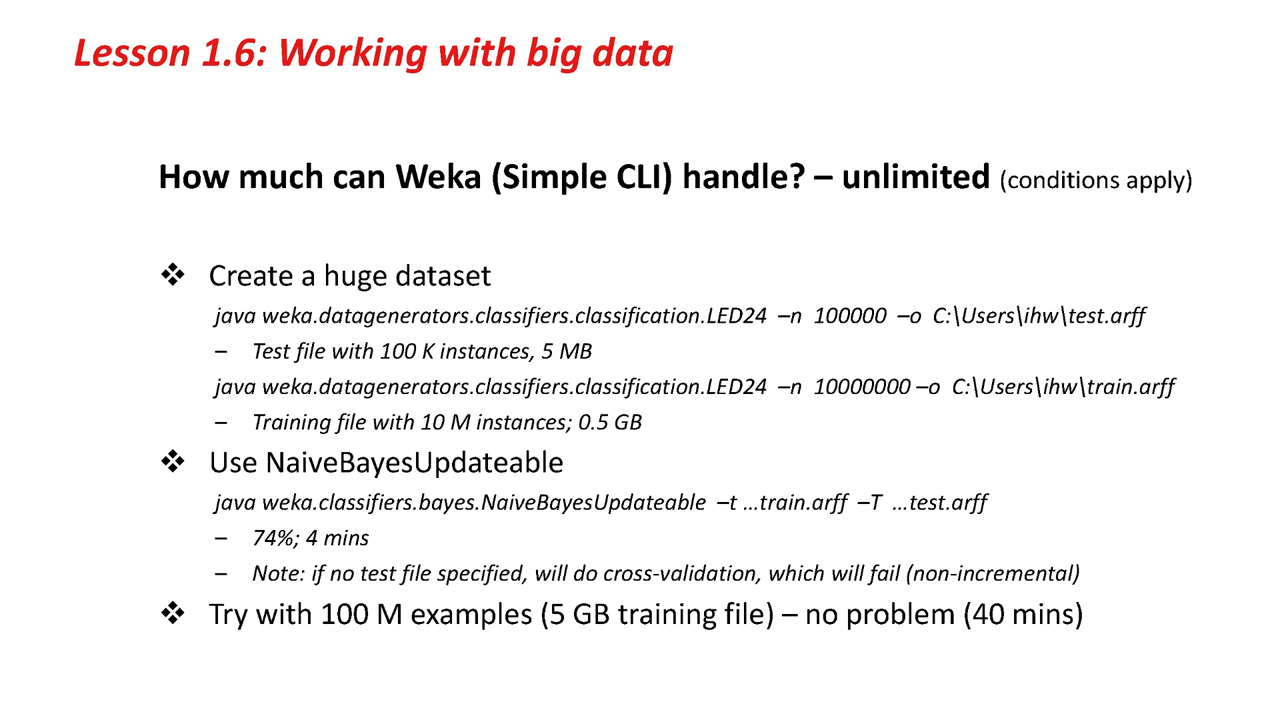 Lesson 1.6: Working with big data
How much can Weka (Simple CLI) handle? – unlimited (conditions apply)
❖ Create a huge dataset
java weka.datagenerators.classifiers.classification.LED24 –n 100000 –o C:\Users\ihw\test.arff
– Test file with 100 K instances, 5 MB
java weka.datagenerators.classifiers.classification.LED24 –n 10000000 –o C:\Users\ihw\train.arff
– Training file with 10 M instances; 0.5 GB
❖ Use NaiveBayesUpdateable
java weka.classifiers.bayes.NaiveBayesUpdateable –t …train.arff –T …test.arff
– 74%; 4 mins
– Note: if no test file specified, will do cross-validation, which will fail (non-incremental)
❖ Try with 100 M examples (5 GB training file) – no problem (40 mins)